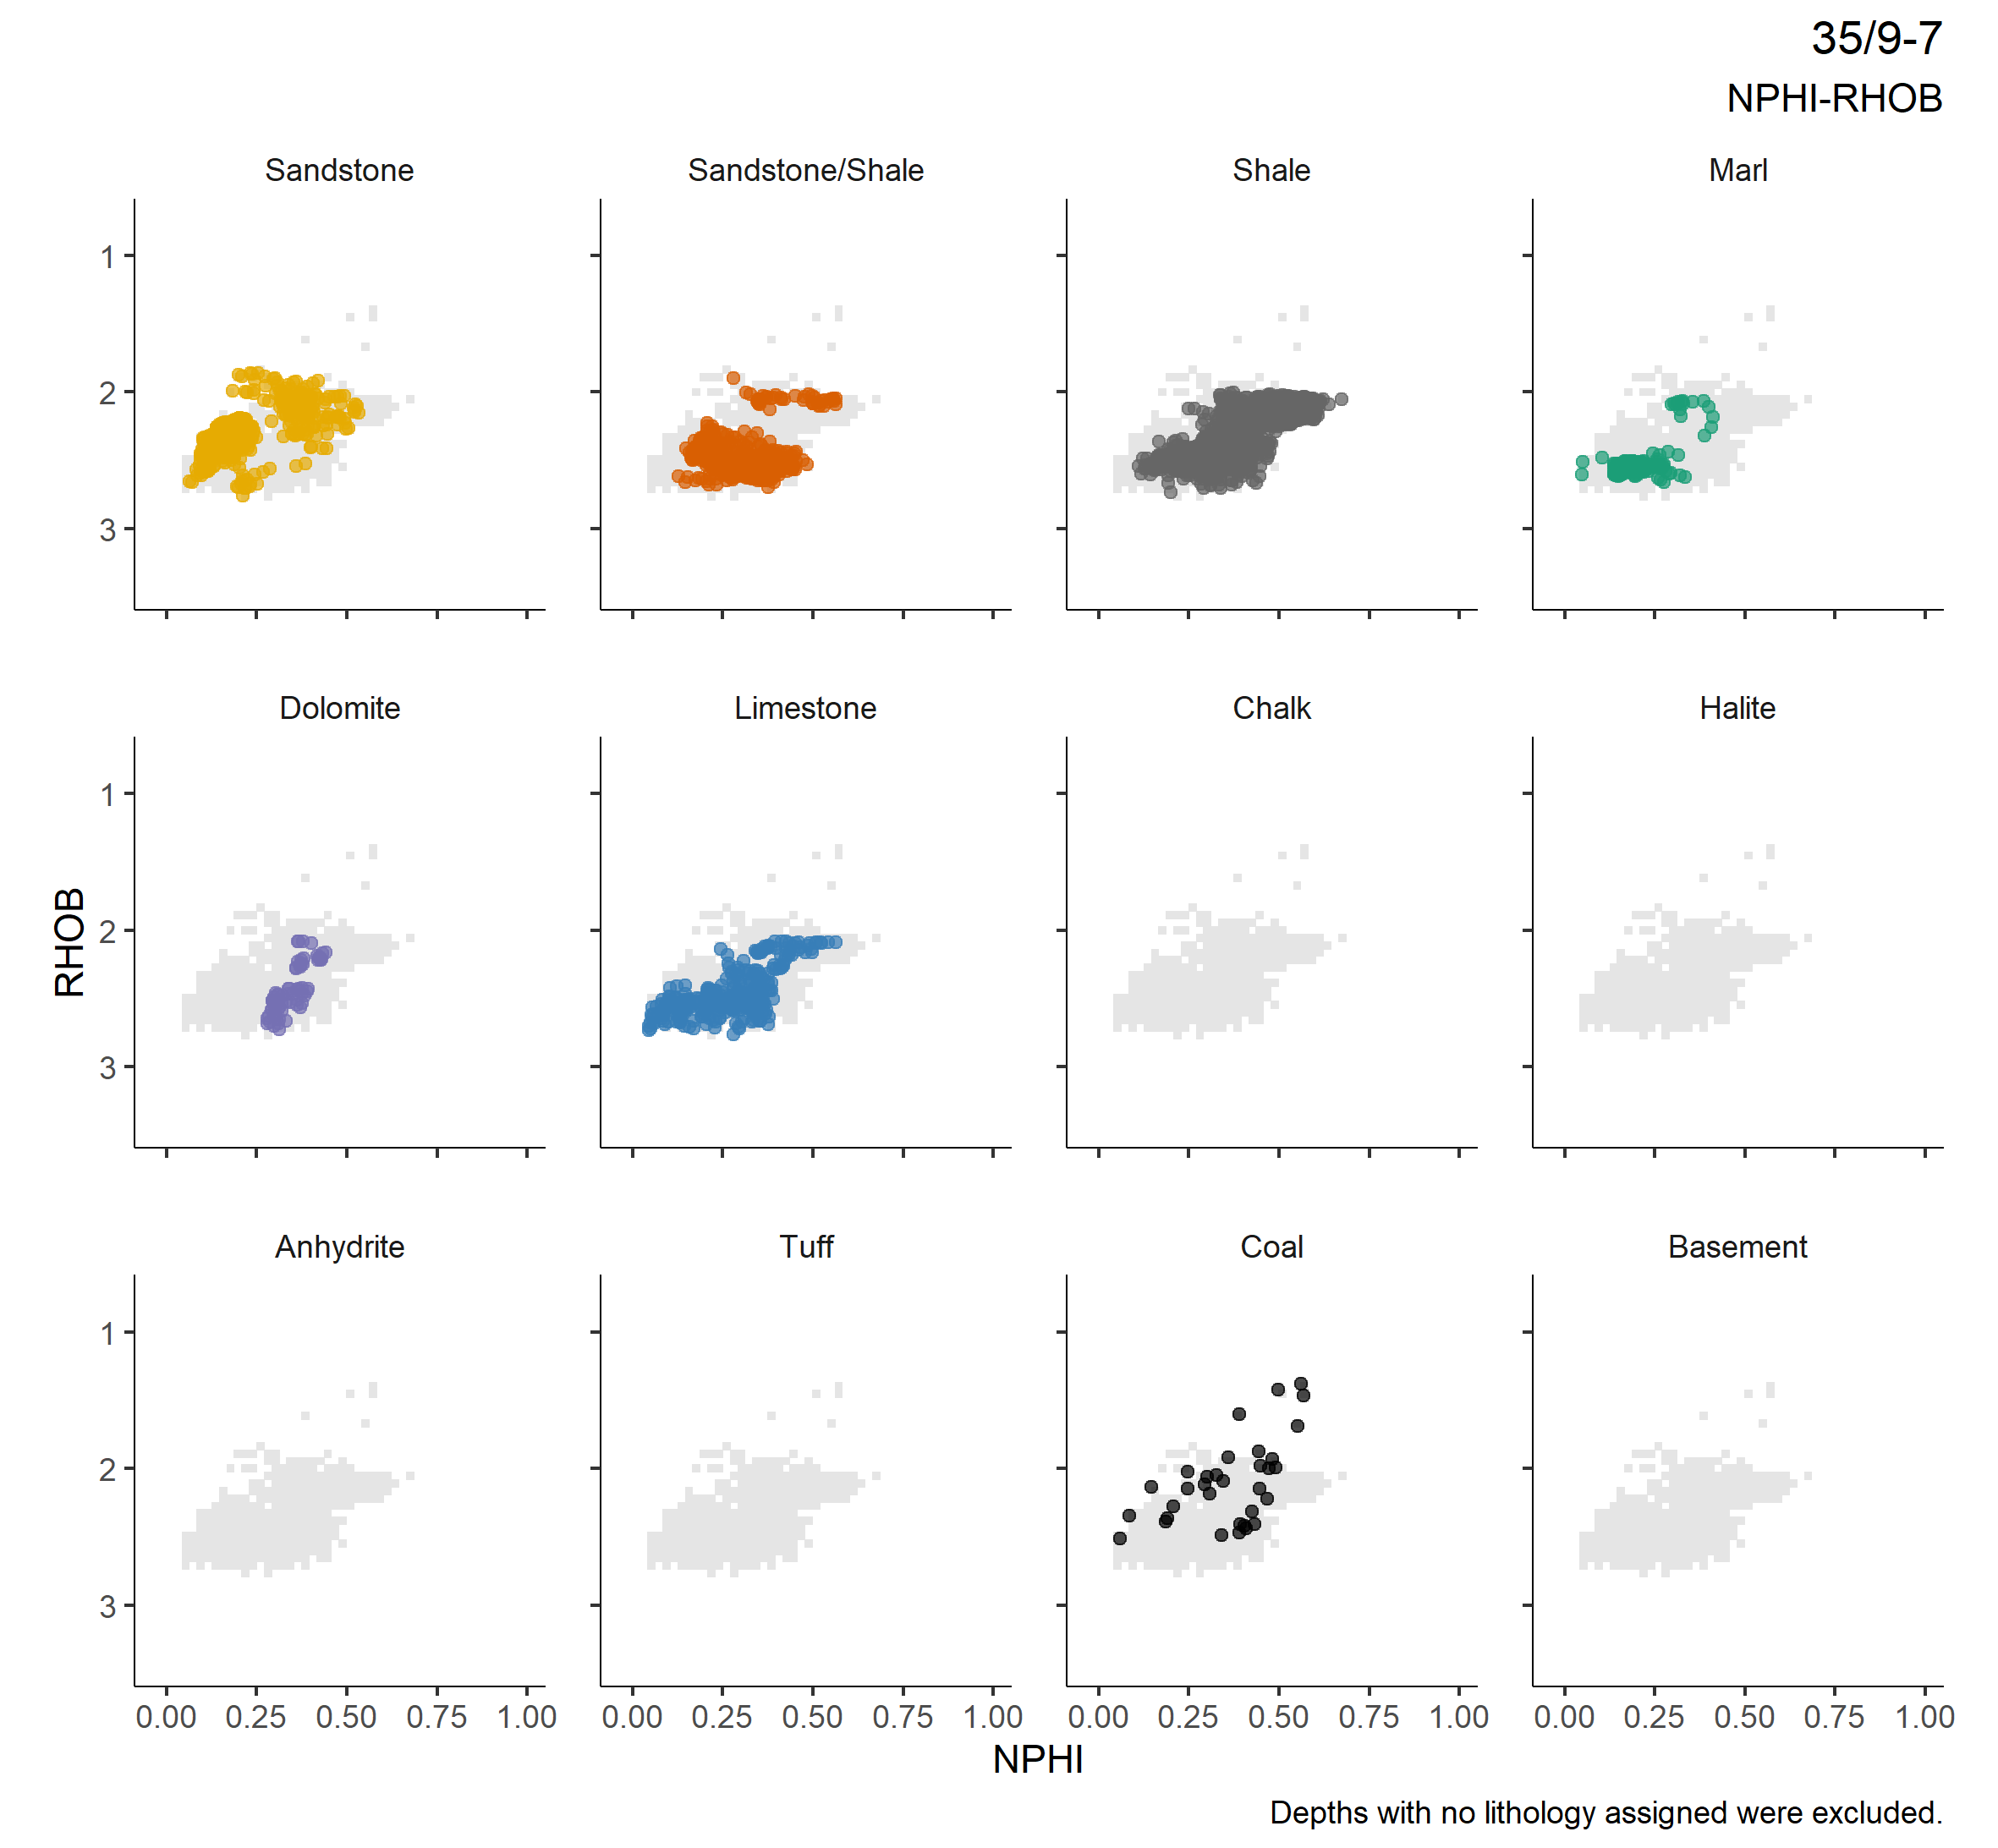 35/9-7
NPHI-RHOB
Sandstone
Sandstone/Shale
Shale
Marl
1
2
3
Dolomite
Limestone
Chalk
Halite
RHOB
1
2
3
Anhydrite
Tuff
Coal
Basement
1
2
3
0.00 0.25 0.50 0.75 1.00
0.00 0.25 0.50 0.75 1.00
0.00 0.25 0.50 0.75 1.00
0.00 0.25 0.50 0.75 1.00
NPHI
Depths with no lithology assigned were excluded.